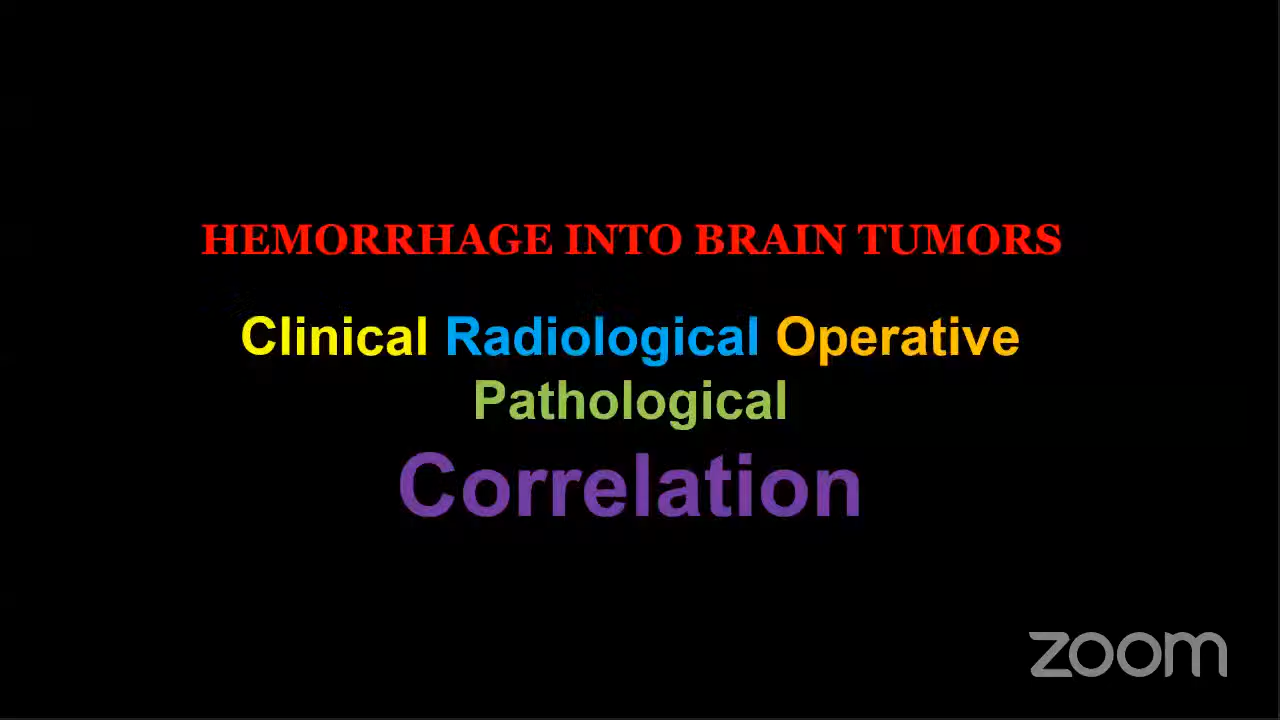 HEMORRHAGE INTO BRAIN TUMORS
Clinical Radiological Operative
Pathological
Correlation
zoom